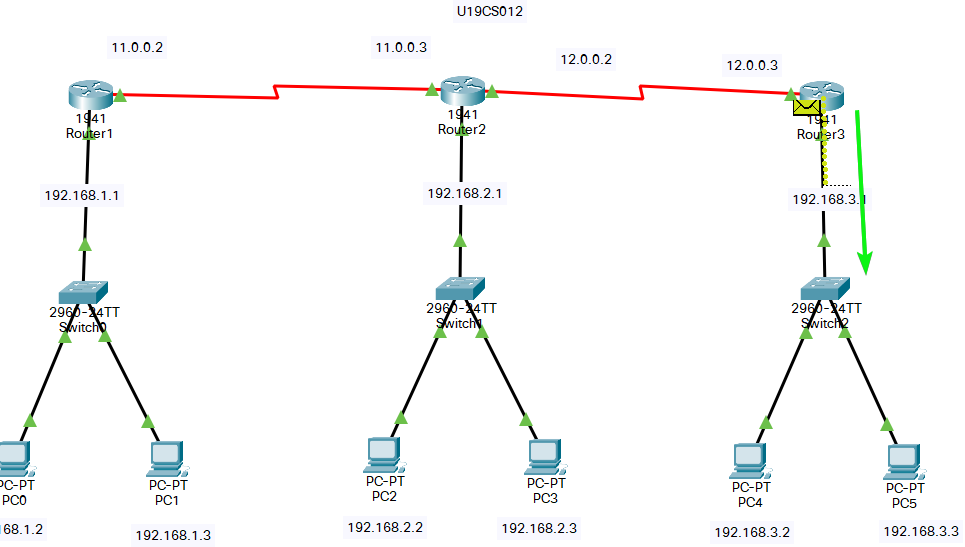 U19CS012
11.0.0.2
11.0.0.3
12.0.0.2
12.0.0.3
1941
Router1
1941
Router2
1941
Router3
192.168.1.1
192.168.2.1
192.168.3.1
2960-24TT
Switch0
2960-24TT
Switch1
2960-24TT
Switch2
PC-PT
PC0
PC-PT
PC1
PC-PT
PC2
PC-PT
PC3
PC-PT
PC4
PC-PT
PC5
168.1.2
192.168.1.3
192.168.2.2
192.168.2.3
192.168.3.2
192.168.3.3